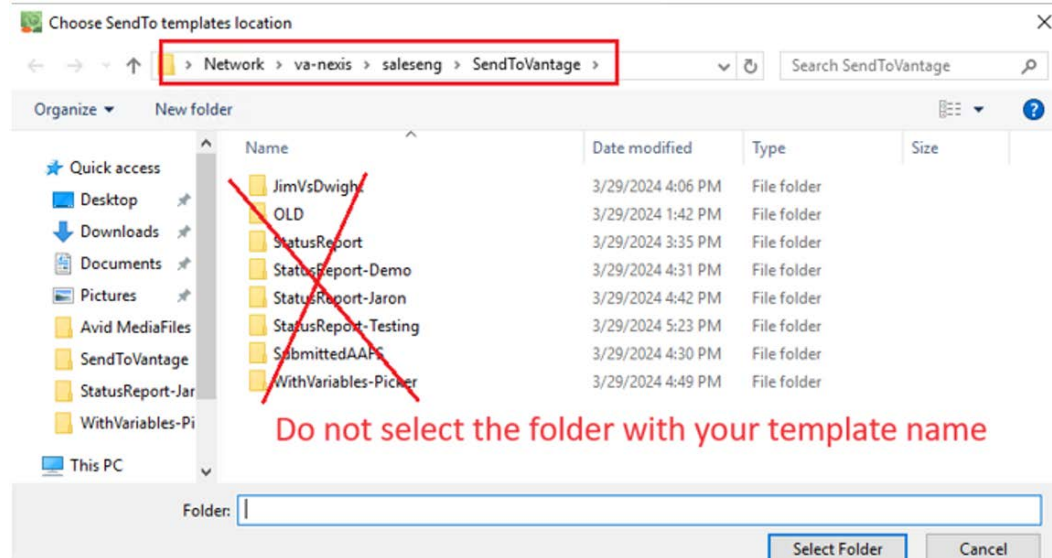 Choose SendTo templates location
Network > va-nexis > saleseng > SendToVantage >
Search SendToVantage
Organize
New folder
Name Date modified Type Size
Quick access
Desktop
Downloads
Documents
Pictures
Avid MediaFiles
SendToVantage
StatusReport-Jar
WithVariables-Pi
This PC
JimVsDwight 3/29/2024 4:06 PM File folder
OLD 3/29/2024 1:42 PM File folder
StatusReport 3/29/2024 3:35 PM File folder
StatusReport-Demo 3/29/2024 4:31 PM File folder
StatusReport-Jaron 3/29/2024 4:42 PM File folder
StatusReport-Testing 3/29/2024 5:23 PM File folder
SubmittedAAFS 3/29/2024 4:30 PM File folder
WithVariables-Picker 3/29/2024 4:49 PM File folder
Do not select the folder with your template name
Folder:
Select Folder
Cancel